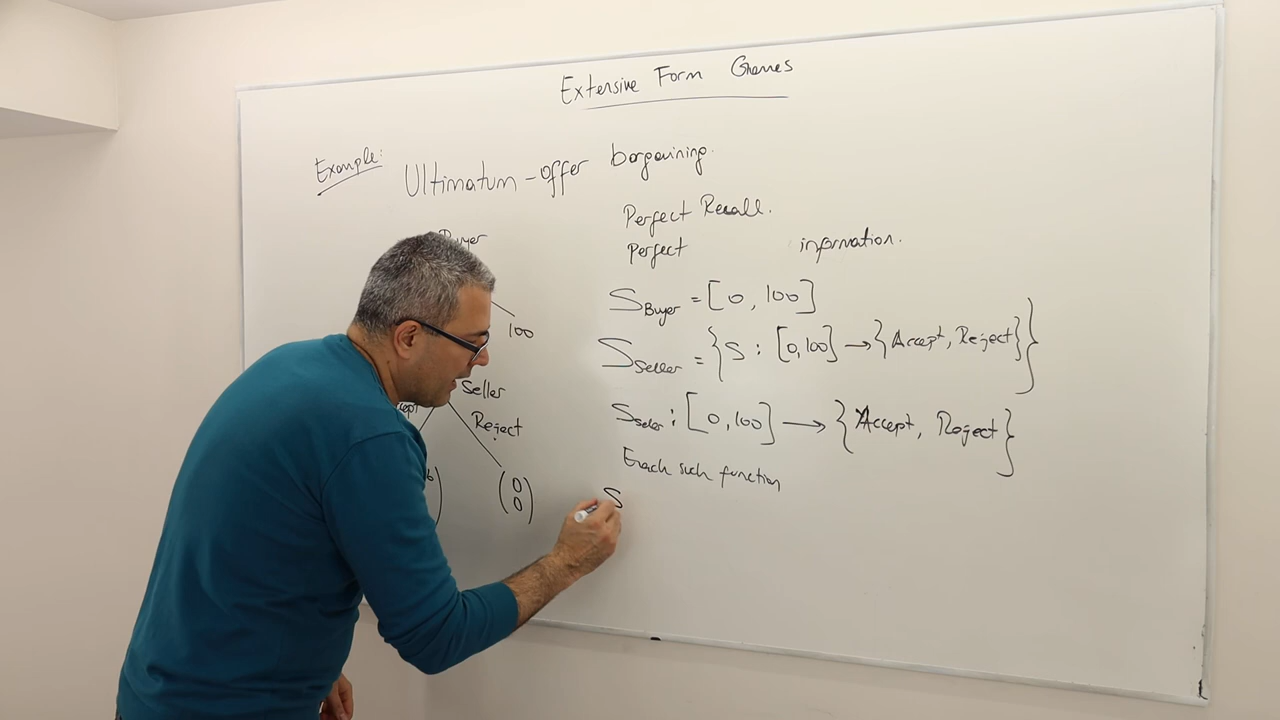 Extensive Form Games
Example: Ultimatum-offer bargaining.
Perfect Recall.
Perfect information.
Buyer
100
S_Buyer = [0, 100]
S_Seller = { S : [0,100] → {Accept, Reject} }
Seller
Reject
S_Seller : [0, 100] → {Accept, Reject}
Each such function
(0
0)
S